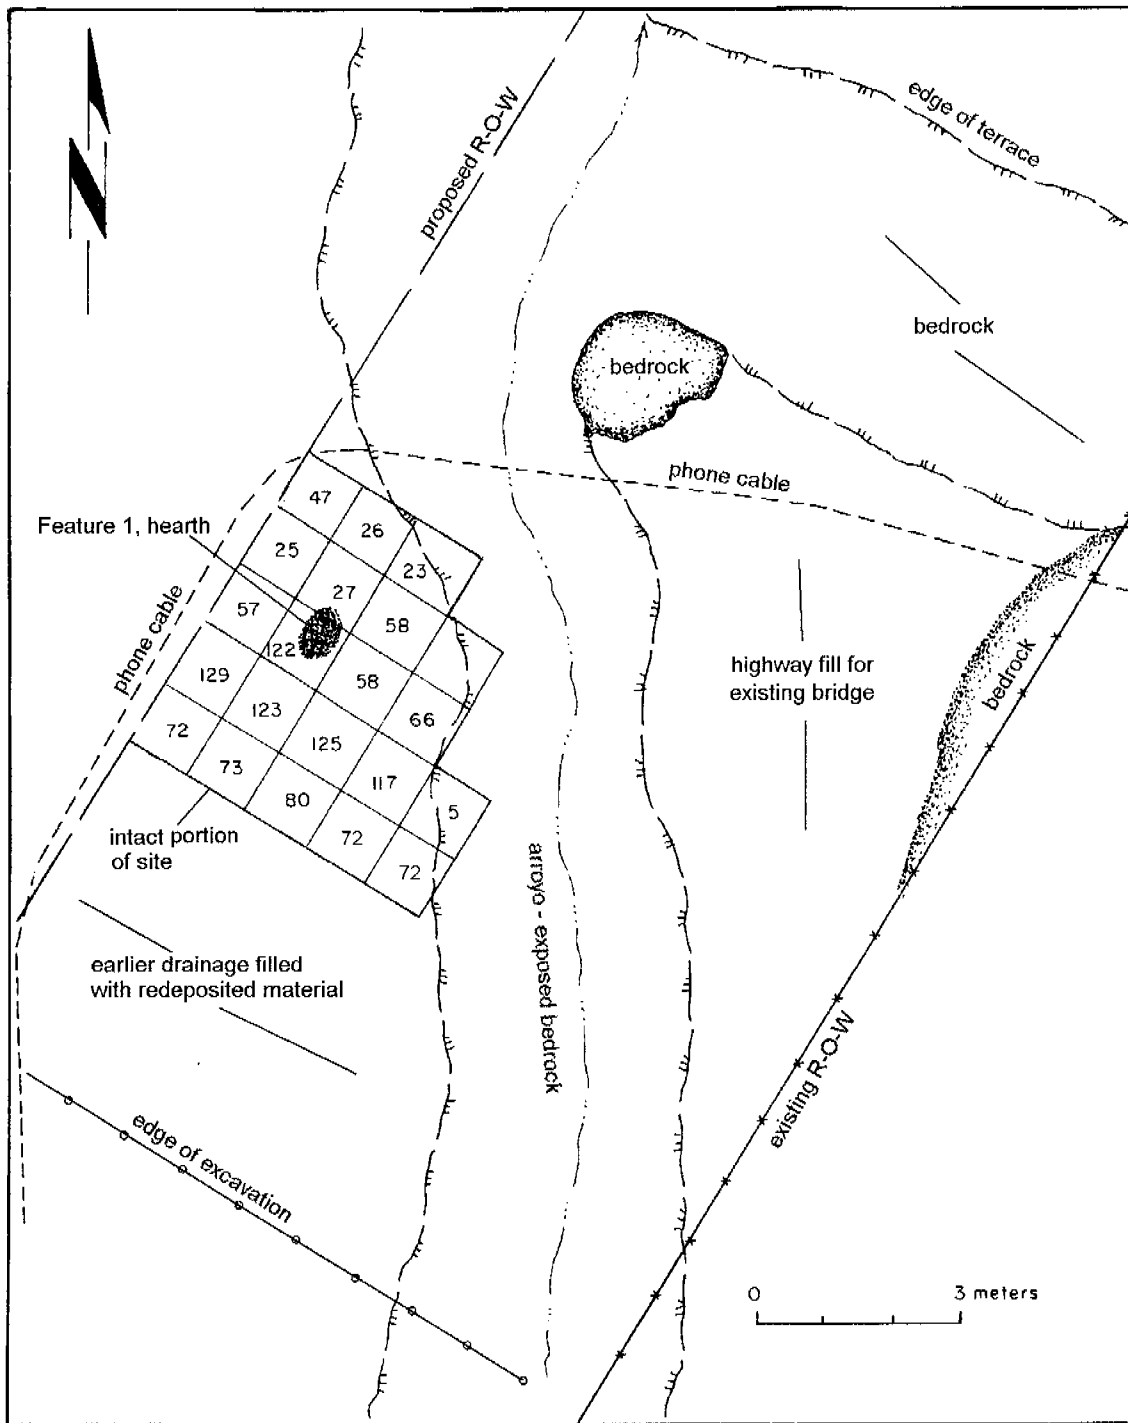 N
proposed R-O-W
edge of terrace
bedrock
bedrock
phone cable
47
26
Feature 1, hearth
25
23
27
57
58
122
phone cable
129
58
123
66
highway fill for
existing bridge
bedrock
72
125
73
117
80
5
72
72
intact portion
of site
arroyo - exposed bedrock
earlier drainage filled
with redeposited material
existing R-O-W
edge of excavation
0 3 meters